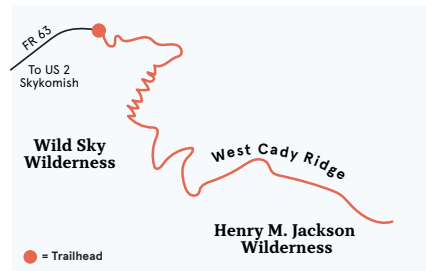 FR 63
To US 2
Skykomish
Wild Sky
Wilderness
West Cady Ridge
Henry M. Jackson
Wilderness
= Trailhead